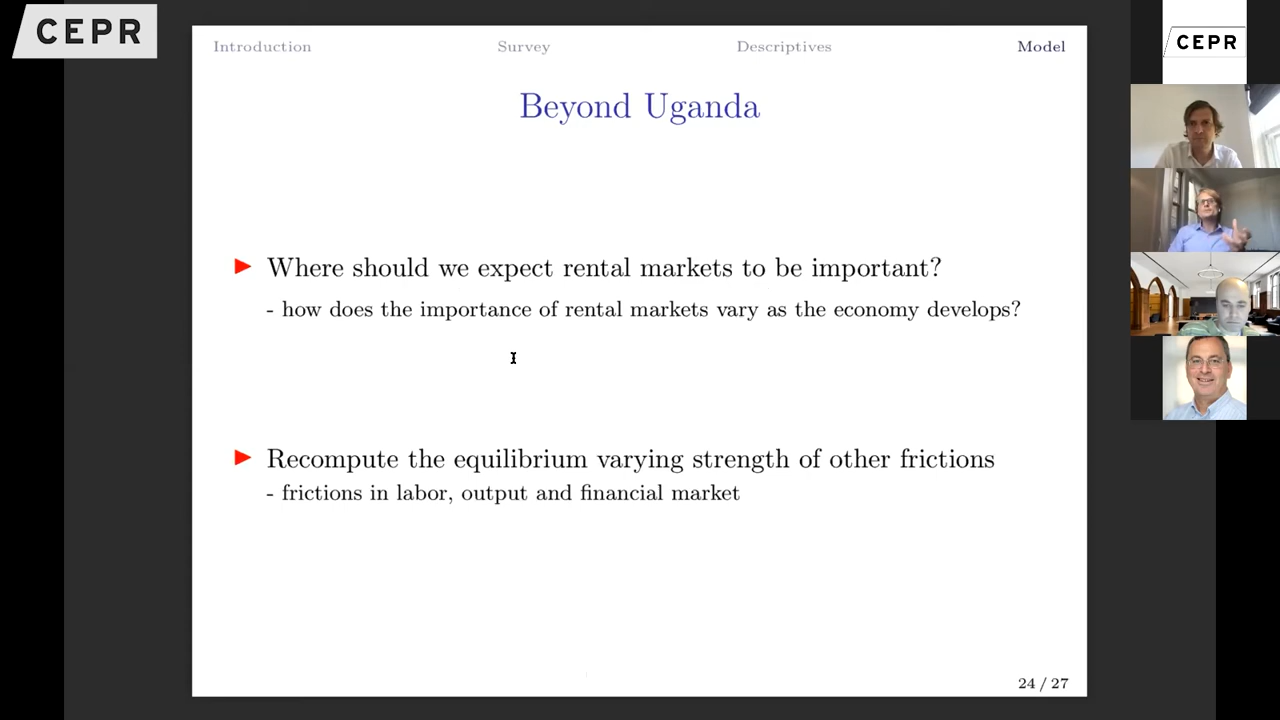 CEPR
CEPR
Introduction Survey Descriptives Model
Beyond Uganda
Where should we expect rental markets to be important?
- how does the importance of rental markets vary as the economy develops?
Recompute the equilibrium varying strength of other frictions
- frictions in labor, output and financial market
24 / 27